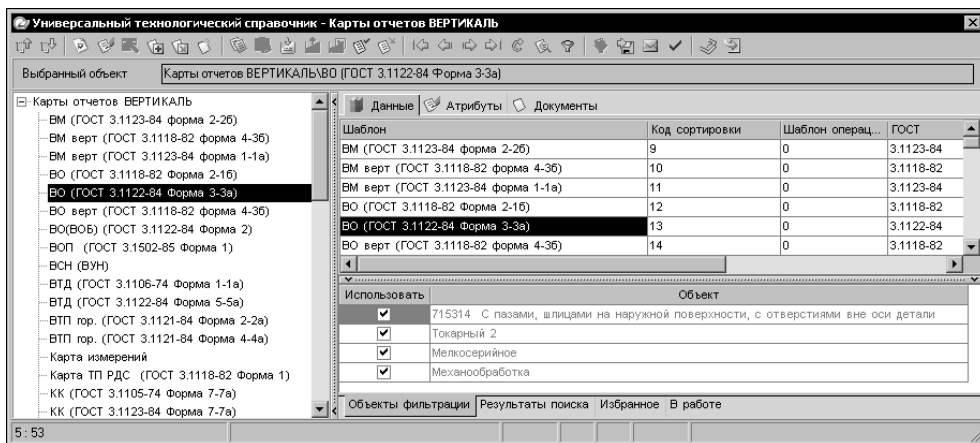 Универсальный технологический справочник - Карты отчетов ВЕРТИКАЛЬ
Выбранный объект Карты отчетов ВЕРТИКАЛЬ\ВО (ГОСТ 3.1122-84 Форма 3-3а)
Карты отчетов ВЕРТИКАЛЬ
ВМ (ГОСТ 3.1123-84 форма 2-2б)
ВМ верт (ГОСТ 3.1118-82 форма 4-3б)
ВМ верт (ГОСТ 3.1123-84 форма 1-1а)
ВО (ГОСТ 3.1118-82 Форма 2-1б)
ВО (ГОСТ 3.1122-84 Форма 3-3а)
ВО верт (ГОСТ 3.1118-82 форма 4-3б)
ВО(ВОБ) (ГОСТ 3.1122-84 Форма 2)
ВОП (ГОСТ 3.1502-85 Форма 1)
ВСН (ВУН)
ВТД (ГОСТ 3.1106-74 Форма 1-1а)
ВТД (ГОСТ 3.1122-84 Форма 5-5а)
ВТП гор. (ГОСТ 3.1121-84 Форма 2-2а)
ВТП гор. (ГОСТ 3.1121-84 Форма 4-4а)
Карта измерений
Карта ТП РДС (ГОСТ 3.1118-82 Форма 1)
КК (ГОСТ 3.1105-74 Форма 7-7а)
КК (ГОСТ 3.1123-84 Форма 7-7а)
Данные Атрибуты Документы
Шаблон Код сортировки Шаблон операц... ГОСТ
ВМ (ГОСТ 3.1123-84 форма 2-2б) 9 0 3.1123-84
ВМ верт (ГОСТ 3.1118-82 форма 4-3б) 10 0 3.1118-82
ВМ верт (ГОСТ 3.1123-84 форма 1-1а) 11 0 3.1123-84
ВО (ГОСТ 3.1118-82 Форма 2-1б) 12 0 3.1118-82
ВО (ГОСТ 3.1122-84 Форма 3-3а) 13 0 3.1122-84
ВО верт (ГОСТ 3.1118-82 форма 4-3б) 14 0 3.1118-82
Использовать Объект
715314 С пазами, шлицами на наружной поверхности, с отверстиями вне оси детали
Токарный 2
Мелкосерийное
Механообработка
Объекты фильтрации Результаты поиска Избранное В работе
5 : 53